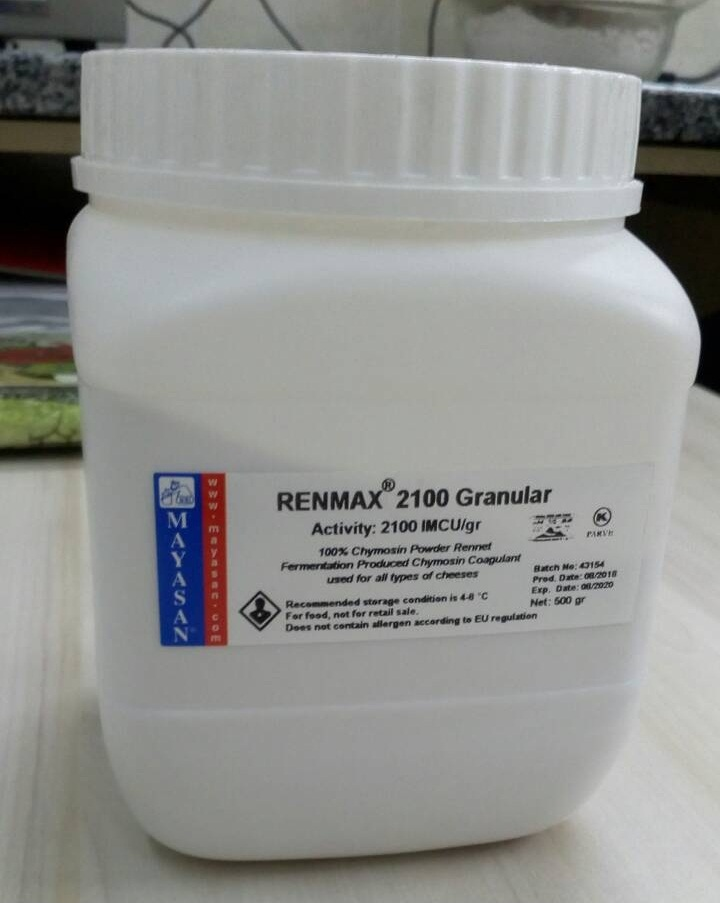 RENMAX® 2100 Granular
Activity: 2100 IMCU/gr
100% Chymosin Powder Rennet
Fermentation Produced Chymosin Coagulant
used for all types of cheeses
Recommended storage condition is 4-8 °C
For food, not for retail sale.
Does not contain allergen according to EU regulation
K
PARVE
Batch No: 43154
Prod. Date: 08/2018
Exp. Date: 08/2020
Net: 500 gr
MAYASAN
www.mayasan.com